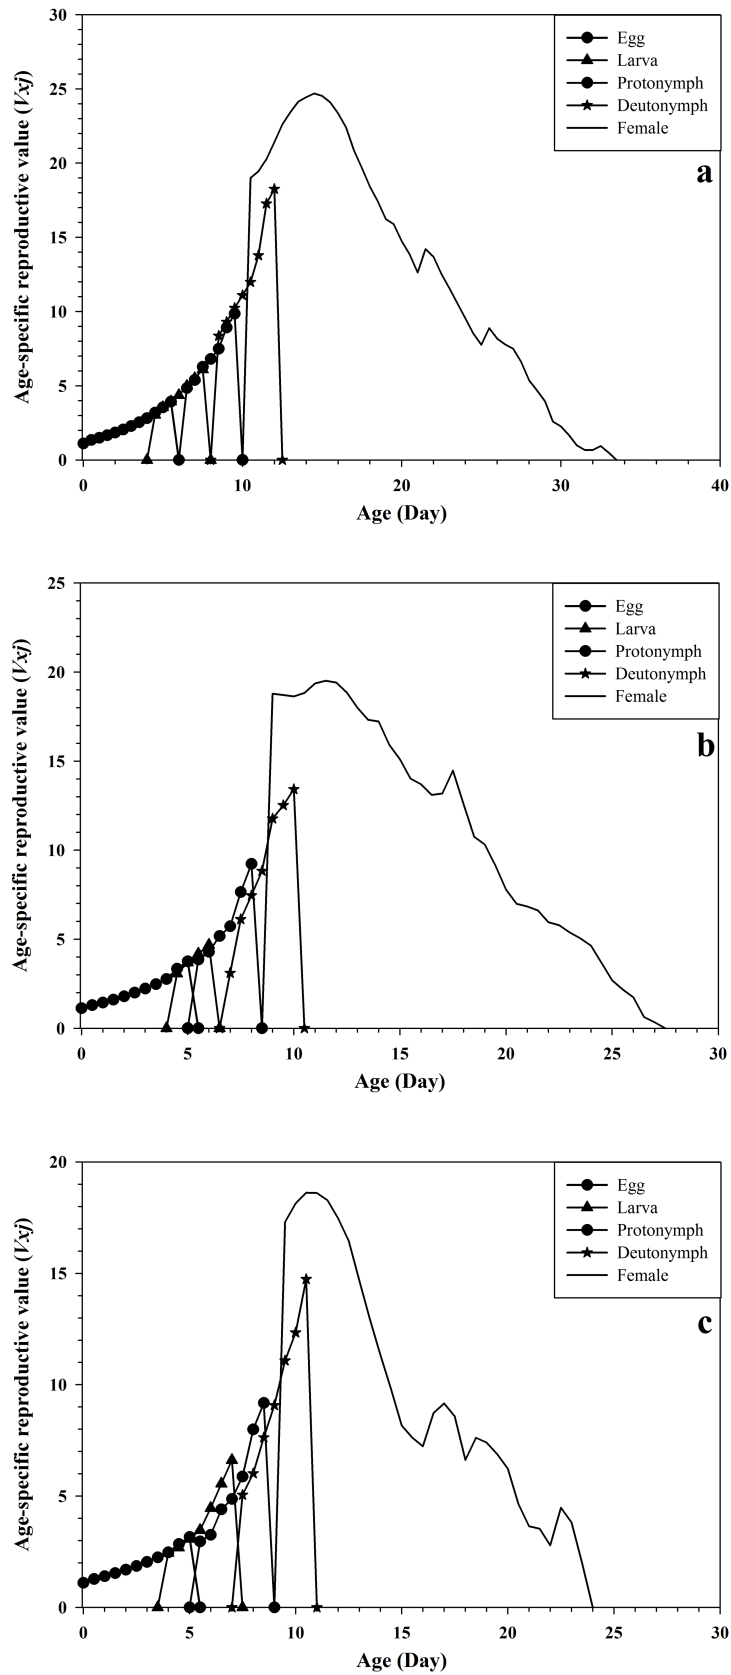 30
25
20
15
10
5
0
Age-specific reproductive value (Vxj)
Egg
Larva
Protonymph
Deutonymph
Female
a
0 10 20 30 40
Age (Day)
25
20
15
10
5
0
Age-specific reproductive value (Vxj)
Egg
Larva
Protonymph
Deutonymph
Female
b
0 5 10 15 20 25 30
Age (Day)
20
15
10
5
0
Age-specific reproductive value (Vxj)
Egg
Larva
Protonymph
Deutonymph
Female
c
0 5 10 15 20 25 30
Age (Day)